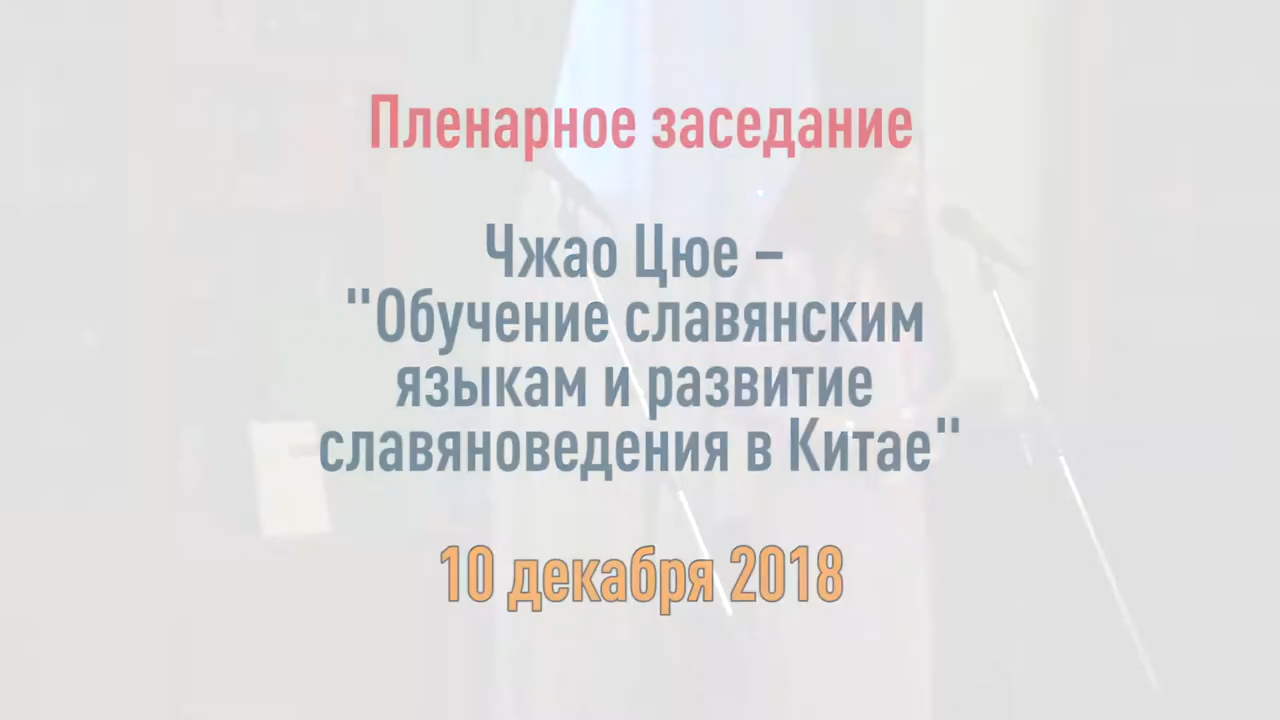 Пленарное заседание
Чжао Цюе –
"Обучение славянским
языкам и развитие
славяноведения в Китае"
10 декабря 2018